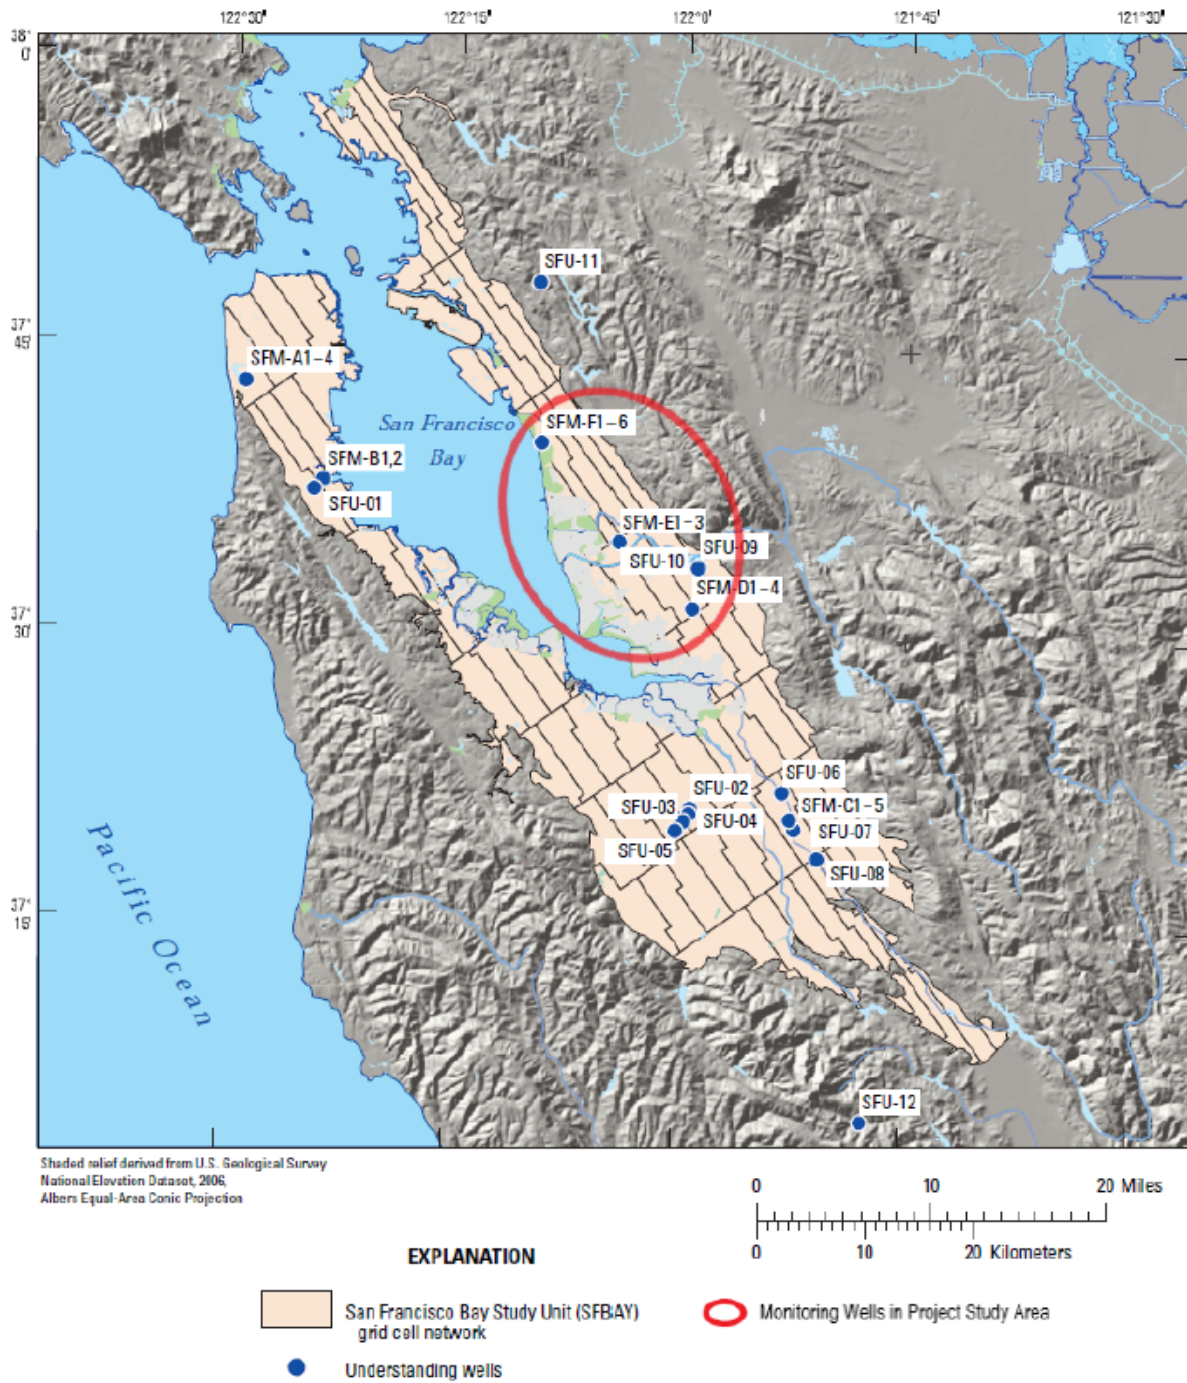 122°30'
122°15'
122°0'
121°45'
121°30'
38°
0'
SFU-11
37°
45'
SFM-A1-4
San Francisco
Bay
SFM-F1-6
SFM-B1,2
SFU-01
SFM-E1-3
SFU-09
SFU-10
SFM-D1-4
37°
30'
SFU-06
SFU-02
SFU-03
SFM-C1-5
SFU-04
SFU-07
SFU-05
SFU-08
Pacific Ocean
37°
15'
SFU-12
Shaded relief derived from U.S. Geological Survey
National Elevation Dataset, 2006,
Albers Equal-Area Conic Projection
0 10 20 Miles
0 10 20 Kilometers
EXPLANATION
San Francisco Bay Study Unit (SFBAY)
grid cell network
Monitoring Wells in Project Study Area
Understanding wells